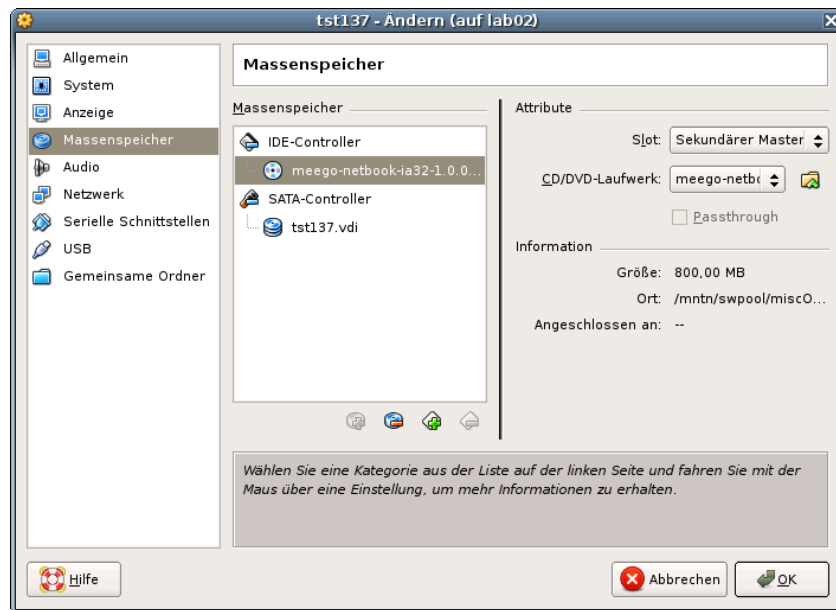 tst137 - Ändern (auf lab02)
Allgemein
System
Anzeige
Massenspeicher
Audio
Netzwerk
Serielle Schnittstellen
USB
Gemeinsame Ordner
Massenspeicher
Massenspeicher
IDE-Controller
meego-netbook-ia32-1.0.0...
SATA-Controller
tst137.vdi
Attribute
Slot: Sekundärer Master
CD/DVD-Laufwerk: meego-netbo
Passthrough
Information
Größe: 800,00 MB
Ort: /mntn/swpool/miscO...
Angeschlossen an: --
Wählen Sie eine Kategorie aus der Liste auf der linken Seite und fahren Sie mit der
Maus über eine Einstellung, um mehr Informationen zu erhalten.
Hilfe
Abbrechen
OK